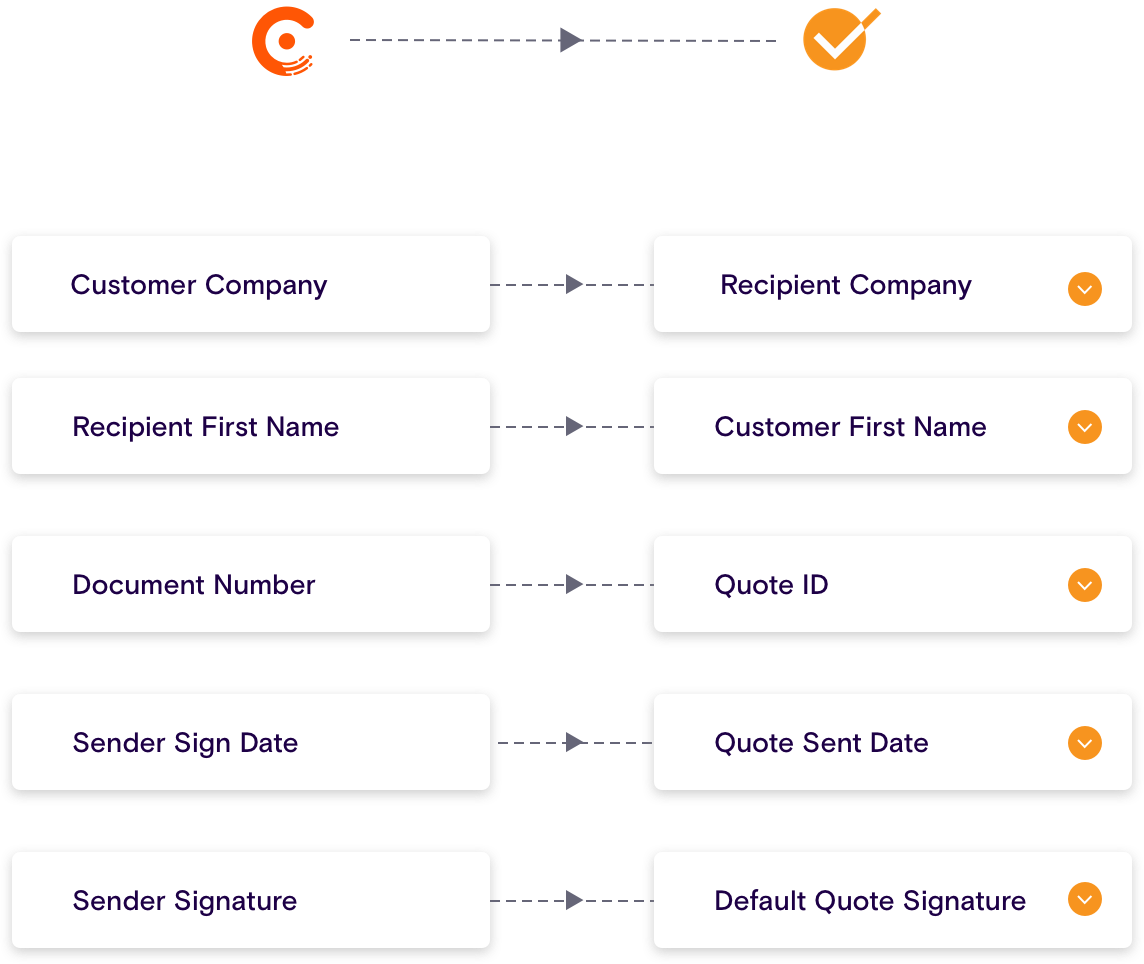 Customer Company
Recipient Company
Recipient First Name
Customer First Name
Document Number
Quote ID
Sender Sign Date
Quote Sent Date
Sender Signature
Default Quote Signature